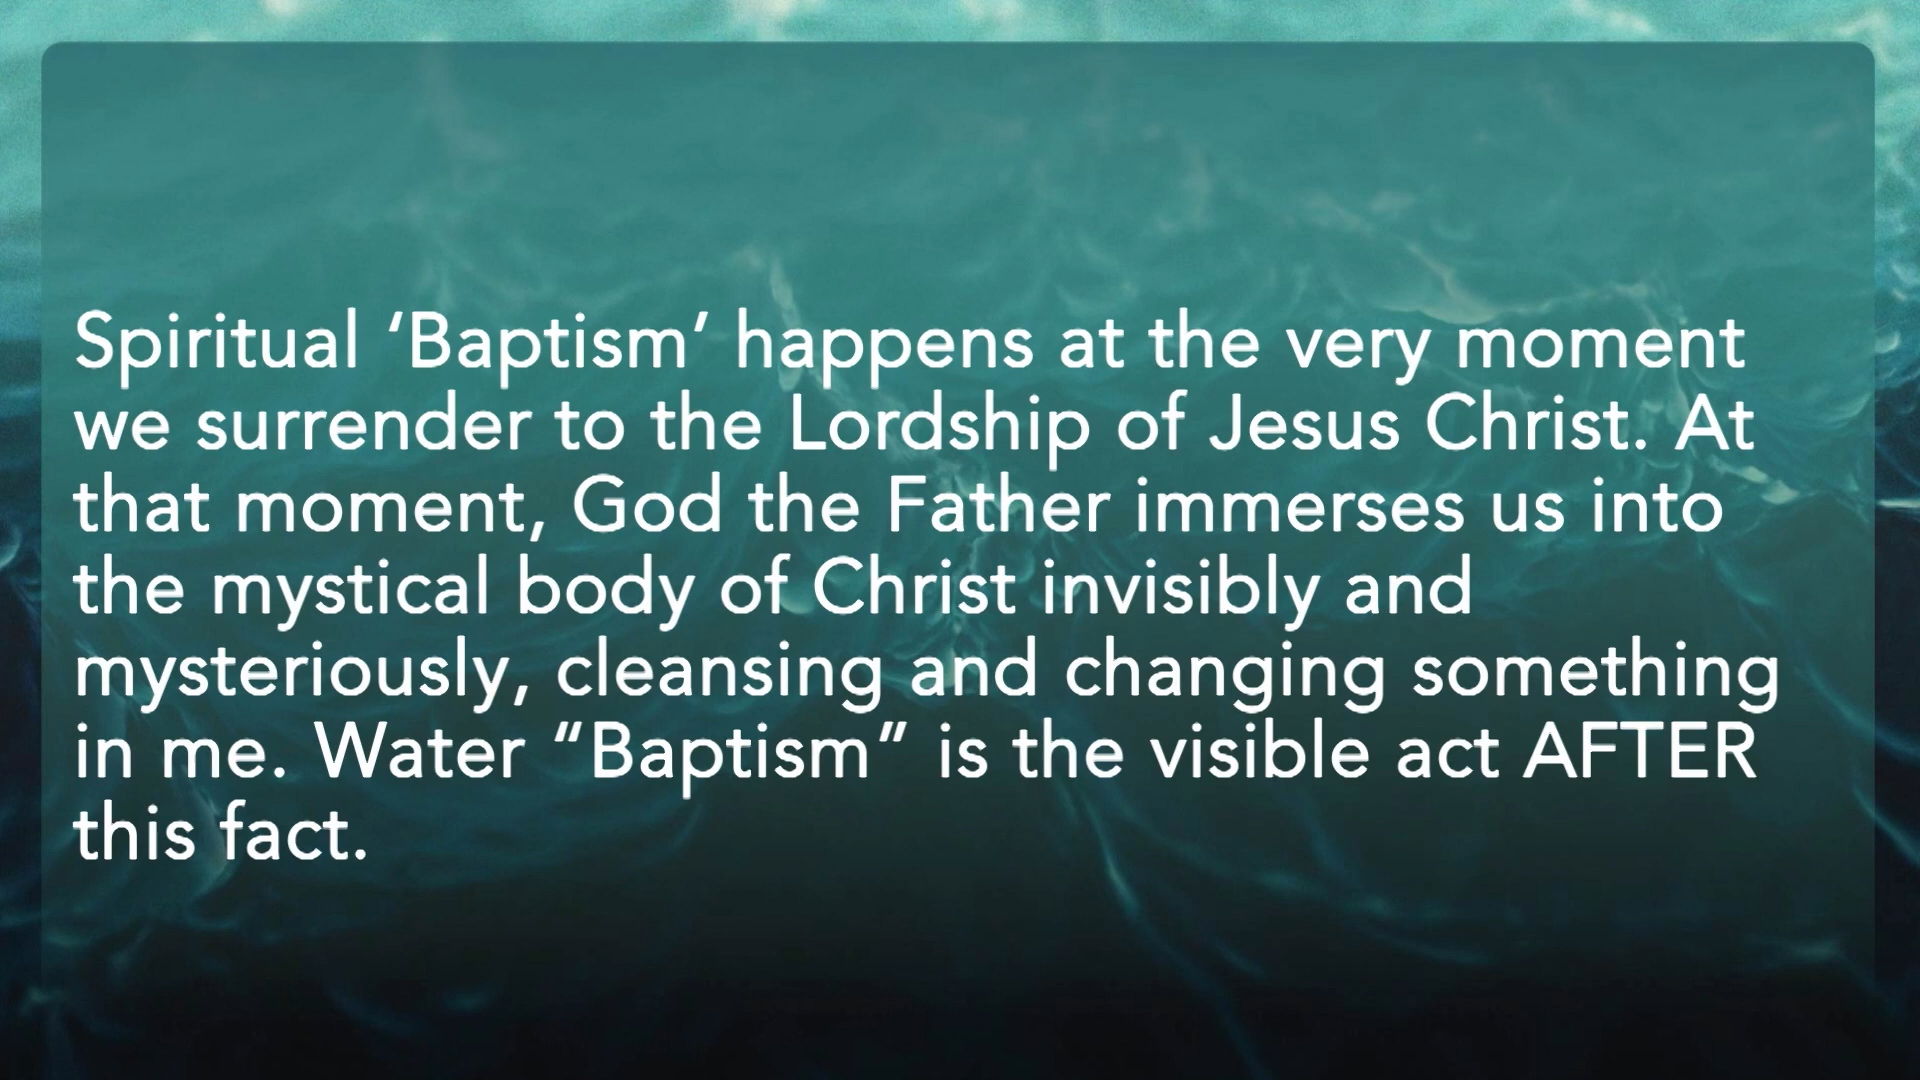 Spiritual ‘Baptism’ happens at the very moment
we surrender to the Lordship of Jesus Christ. At
that moment, God the Father immerses us into
the mystical body of Christ invisibly and
mysteriously, cleansing and changing something
in me. Water “Baptism” is the visible act AFTER
this fact.